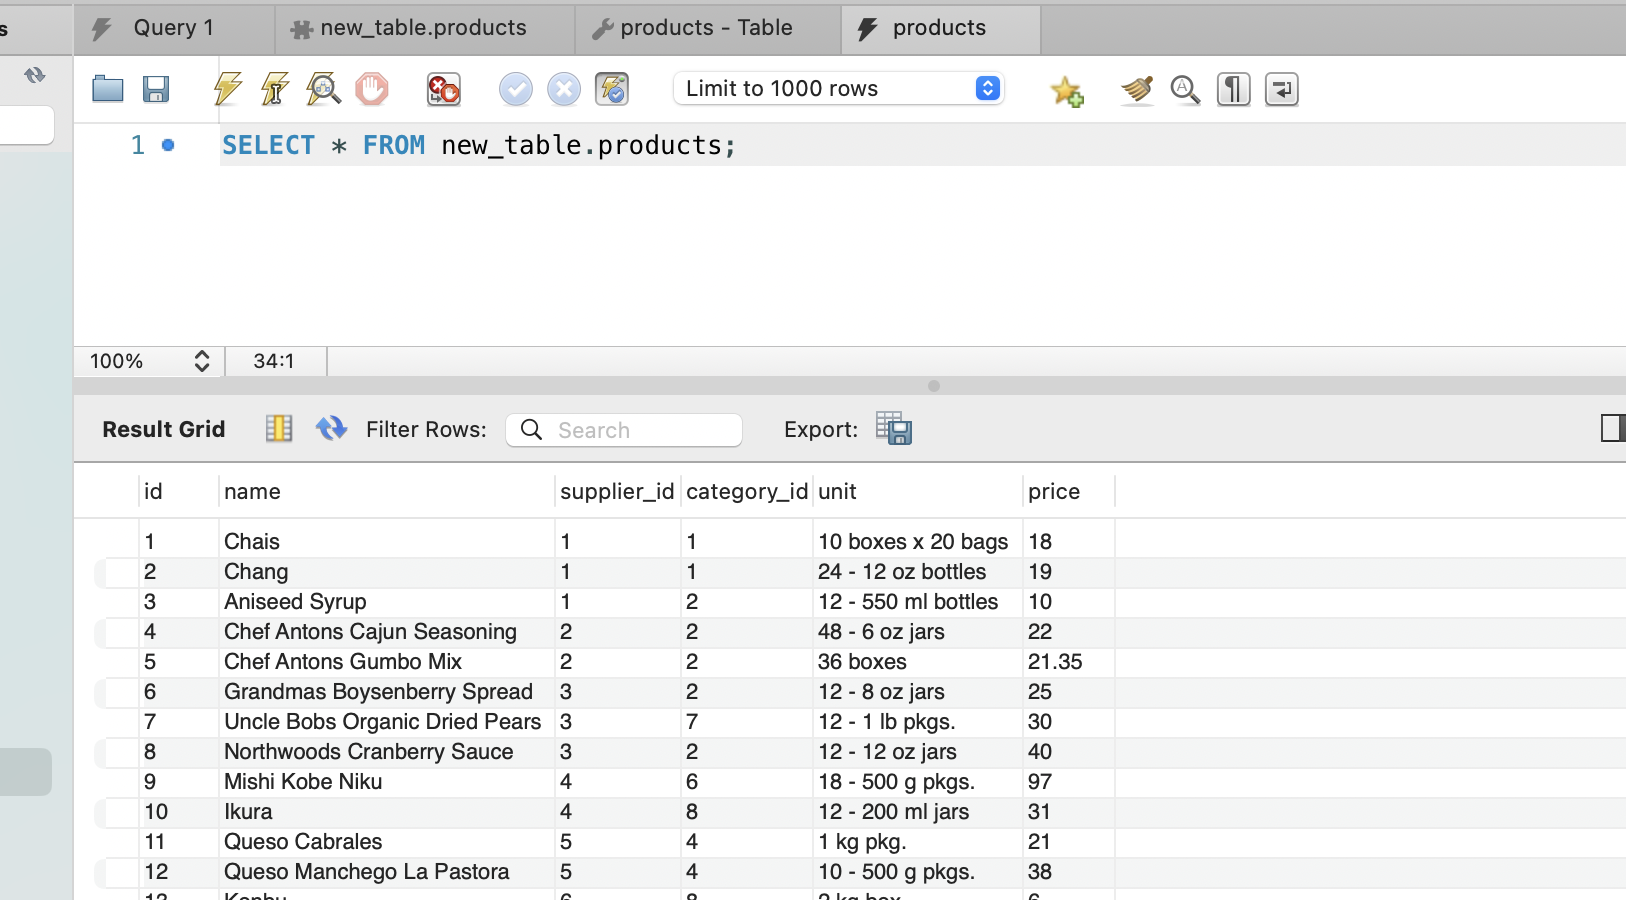 s
Query 1 new_table.products products - Table products
Limit to 1000 rows
1 SELECT * FROM new_table.products;
100% 34:1
Result Grid Filter Rows: Search Export:
id name supplier_id category_id unit price
1 Chais 1 1 10 boxes x 20 bags 18
2 Chang 1 1 24 - 12 oz bottles 19
3 Aniseed Syrup 1 2 12 - 550 ml bottles 10
4 Chef Antons Cajun Seasoning 2 2 48 - 6 oz jars 22
5 Chef Antons Gumbo Mix 2 2 36 boxes 21.35
6 Grandmas Boysenberry Spread 3 2 12 - 8 oz jars 25
7 Uncle Bobs Organic Dried Pears 3 7 12 - 1 lb pkgs. 30
8 Northwoods Cranberry Sauce 3 2 12 - 12 oz jars 40
9 Mishi Kobe Niku 4 6 18 - 500 g pkgs. 97
10 Ikura 4 8 12 - 200 ml jars 31
11 Queso Cabrales 5 4 1 kg pkg. 21
12 Queso Manchego La Pastora 5 4 10 - 500 g pkgs. 38
13 Konbu 6 8 2 kg box 6